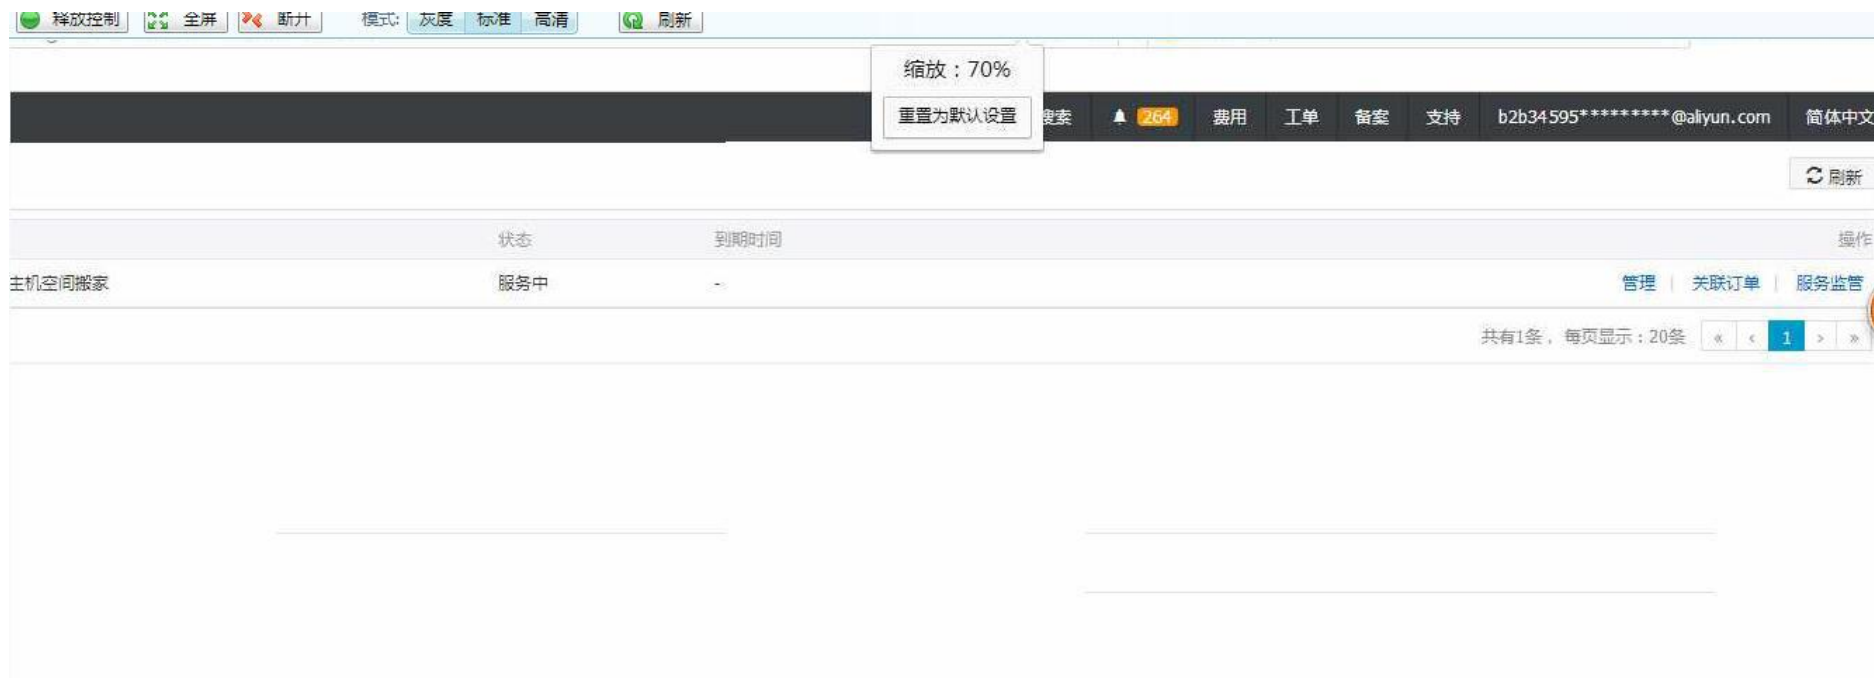 释放控制 全屏 断开 模式: 灰度 标准 高清 刷新
缩放：70%
重置为默认设置
搜索 264 费用 工单 备案 支持 b2b34595*********@aliyun.com 简体中文
刷新
状态 到期时间 操作
主机空间搬家 服务中 - 管理 | 关联订单 | 服务监管
共有1条，每页显示：20条 « ‹ 1 › »